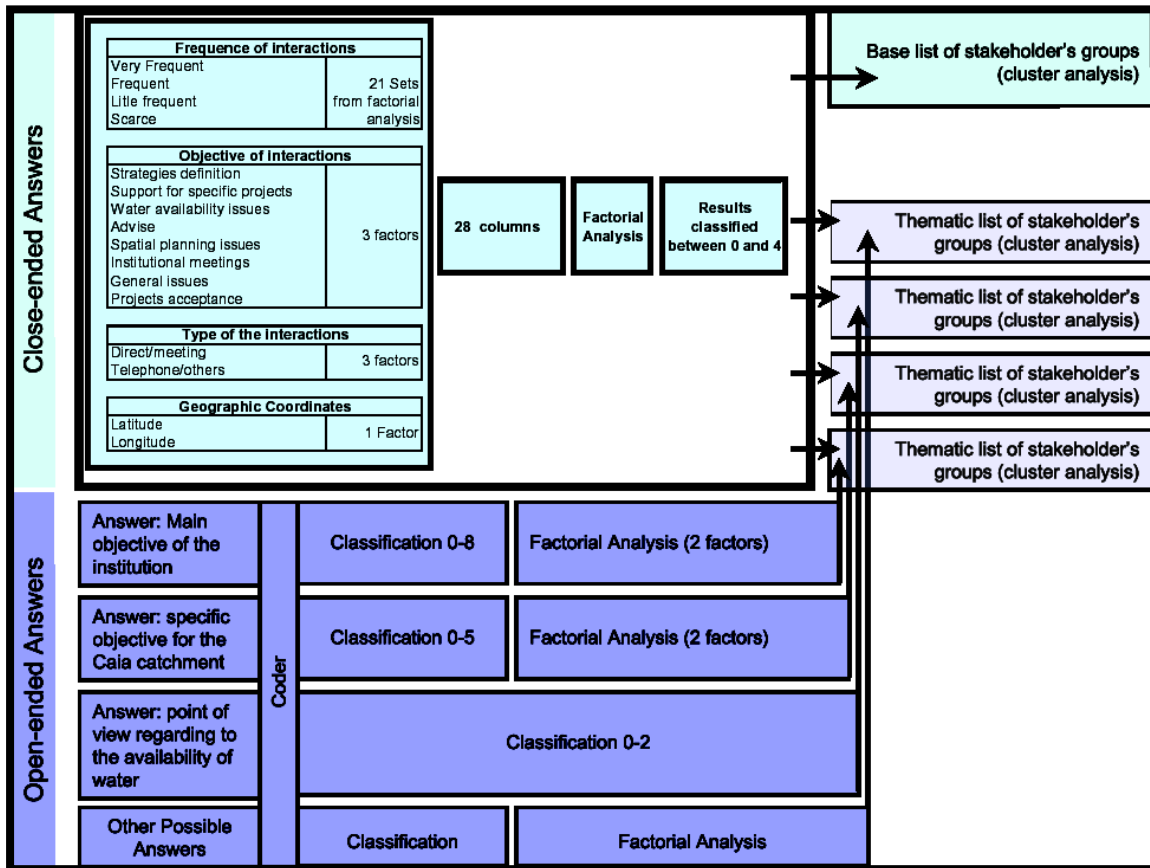 Close-ended Answers
Frequence of interactions
Very Frequent
Frequent
Litle frequent
Scarce
21 Sets
from factorial
analysis
Objective of interactions
Strategies definition
Support for specific projects
Water availability issues
Advise
Spatial planning issues
Institutional meetings
General issues
Projects acceptance
3 factors
Type of the interactions
Direct/meeting
Telephone/others
3 factors
Geographic Coordinates
Latitude
Longitude
1 Factor
28 columns
Factorial
Analysis
Results
classified
between 0 and 4
Base list of stakeholder's groups
(cluster analysis)
Thematic list of stakeholder's
groups (cluster analysis)
Thematic list of stakeholder's
groups (cluster analysis)
Thematic list of stakeholder's
groups (cluster analysis)
Thematic list of stakeholder's
groups (cluster analysis)
Open-ended Answers
Answer: Main
objective of the
institution
Coder
Classification 0-8
Factorial Analysis (2 factors)
Answer: specific
objective for the
Caia catchment
Classification 0-5
Factorial Analysis (2 factors)
Answer: point of
view regarding to
the availability of
water
Classification 0-2
Other Possible
Answers
Classification
Factorial Analysis